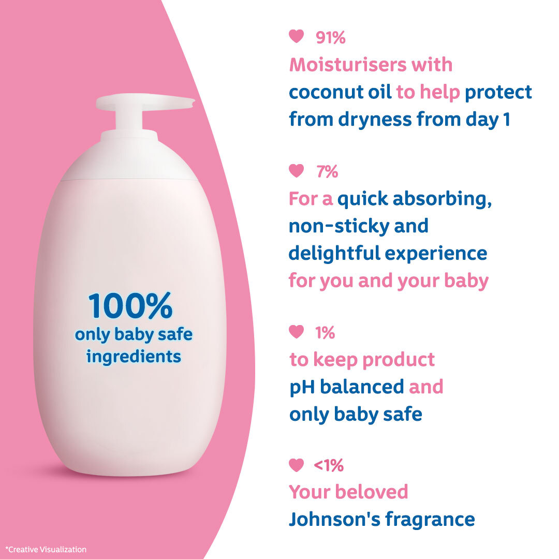 100%
only baby safe
ingredients
*Creative Visualization
91%
Moisturisers with
coconut oil to help protect
from dryness from day 1
7%
For a quick absorbing,
non-sticky and
delightful experience
for you and your baby
1%
to keep product
pH balanced and
only baby safe
<1%
Your beloved
Johnson's fragrance